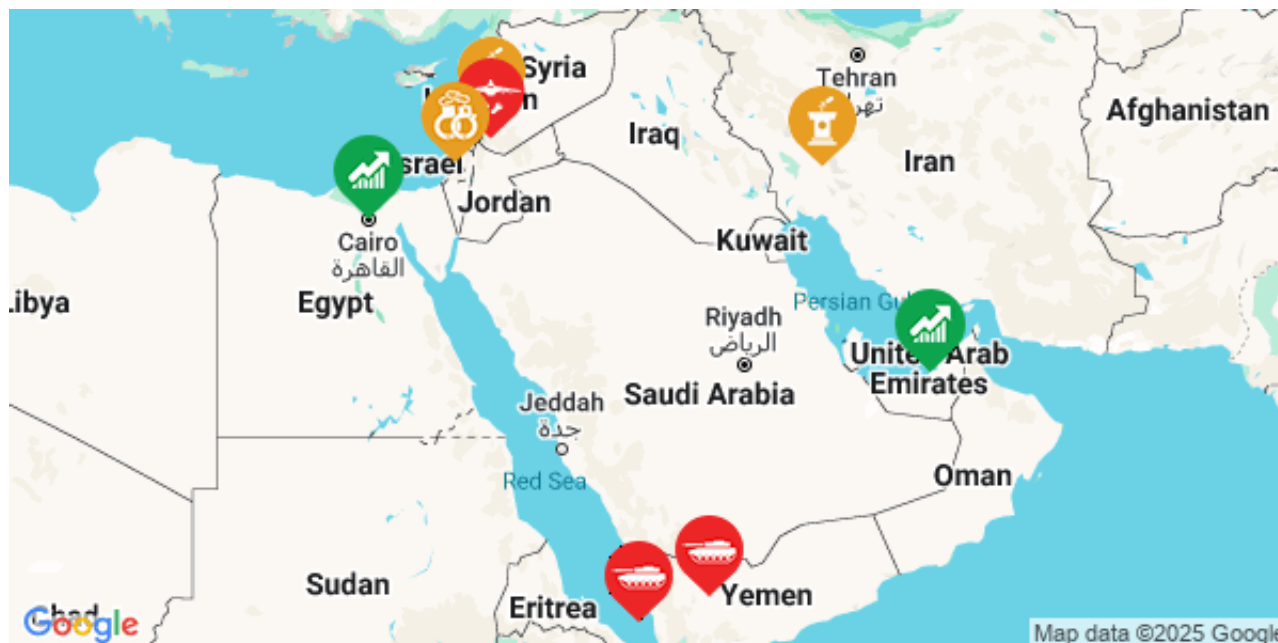 Syria
Tehran
تهران
Afghanistan
Iraq
Iran
Israel
Jordan
Cairo
القاهرة
Kuwait
Libya
Egypt
Persian Gulf
Riyadh
الرياض
United Arab
Emirates
Saudi Arabia
Jeddah
جدة
Red Sea
Oman
Sudan
Eritrea
Yemen
Chad
Google
Map data ©2025 Google